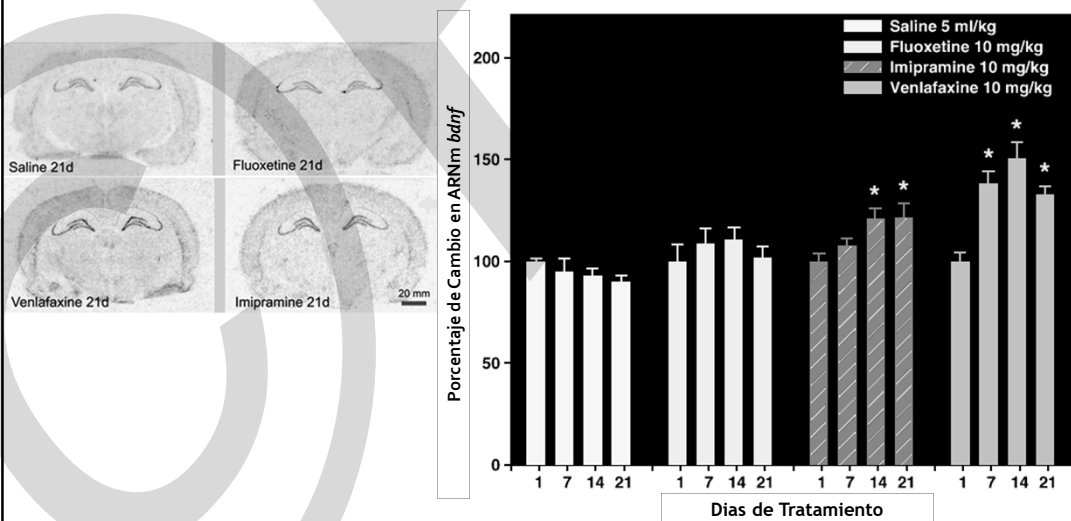 Saline 21d
Fluoxetine 21d
Venlafaxine 21d
Imipramine 21d
20 mm
Porcentaje de Cambio en ARNm bdnf
Saline 5 ml/kg
Fluoxetine 10 mg/kg
Imipramine 10 mg/kg
Venlafaxine 10 mg/kg
200
150
100
50
0
* * * * *
1 7 14 21 1 7 14 21 1 7 14 21 1 7 14 21
Dias de Tratamiento